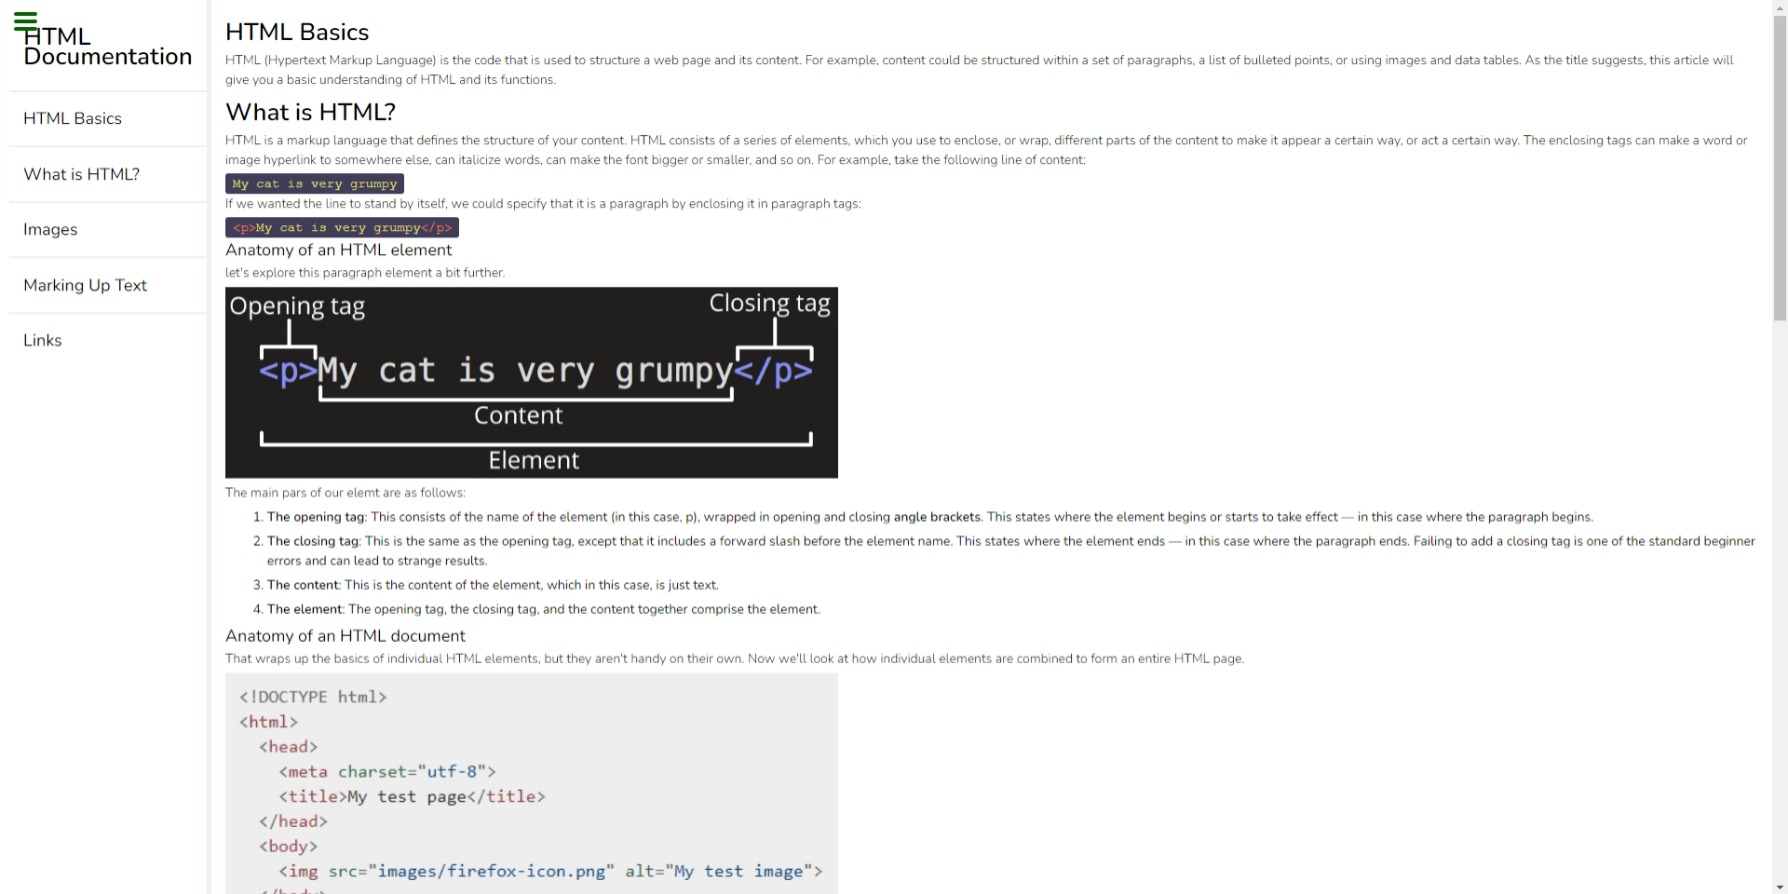 HTML
Documentation
HTML Basics
What is HTML?
Images
Marking Up Text
Links
HTML Basics
HTML (Hypertext Markup Language) is the code that is used to structure a web page and its content. For example, content could be structured within a set of paragraphs, a list of bulleted points, or using images and data tables. As the title suggests, this article will
give you a basic understanding of HTML and its functions.
What is HTML?
HTML is a markup language that defines the structure of your content. HTML consists of a series of elements, which you use to enclose, or wrap, different parts of the content to make it appear a certain way, or act a certain way. The enclosing tags can make a word or
image hyperlink to somewhere else, can italicize words, can make the font bigger or smaller, and so on. For example, take the following line of content:
My cat is very grumpy
If we wanted the line to stand by itself, we could specify that it is a paragraph by enclosing it in paragraph tags:
<p>My cat is very grumpy</p>
Anatomy of an HTML element
let's explore this paragraph element a bit further.
Opening tag Closing tag
<p>My cat is very grumpy</p>
Content
Element
The main pars of our elemt are as follows:
1. The opening tag: This consists of the name of the element (in this case, p), wrapped in opening and closing angle brackets. This states where the element begins or starts to take effect — in this case where the paragraph begins.
2. The closing tag: This is the same as the opening tag, except that it includes a forward slash before the element name. This states where the element ends — in this case where the paragraph ends. Failing to add a closing tag is one of the standard beginner
errors and can lead to strange results.
3. The content: This is the content of the element, which in this case, is just text.
4. The element: The opening tag, the closing tag, and the content together comprise the element.
Anatomy of an HTML document
That wraps up the basics of individual HTML elements, but they aren't handy on their own. Now we'll look at how individual elements are combined to form an entire HTML page.
<!DOCTYPE html>
<html>
<head>
<meta charset="utf-8">
<title>My test page</title>
</head>
<body>
<img src="images/firefox-icon.png" alt="My test image">